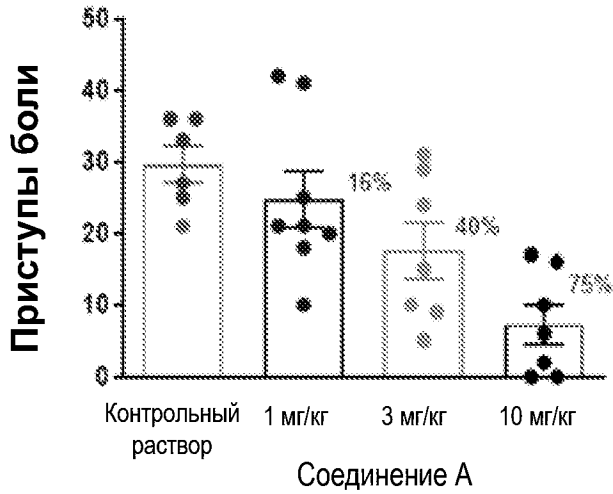 Приступы боли
50
40
30
20
10
0
16%
40%
75%
Контрольный
раствор
1 мг/кг
3 мг/кг
10 мг/кг
Соединение А